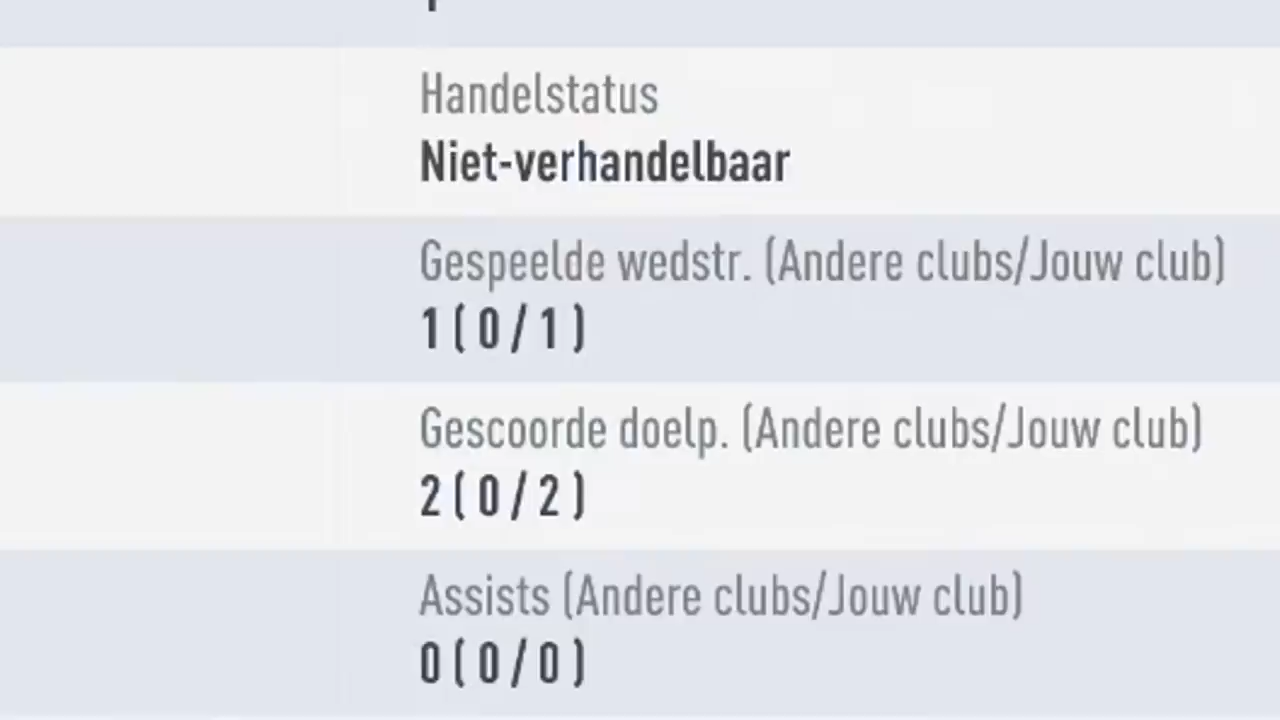 Handelstatus
Niet-verhandelbaar
Gespeelde wedstr. (Andere clubs/Jouw club)
1 ( 0 / 1 )
Gescoorde doelp. (Andere clubs/Jouw club)
2 ( 0 / 2 )
Assists (Andere clubs/Jouw club)
0 ( 0 / 0 )